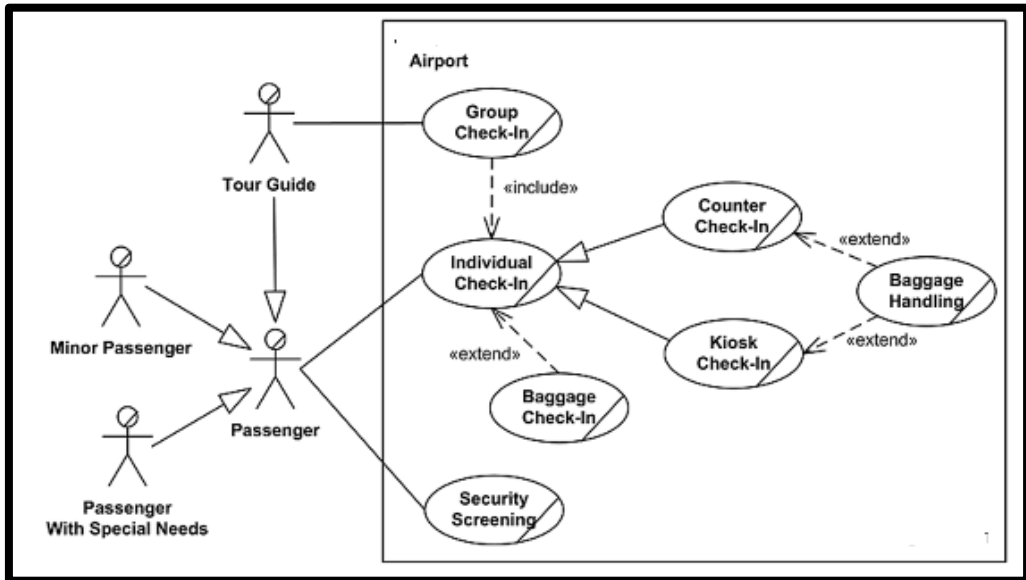 Airport
Group
Check-In
Tour Guide
«include»
Counter
Check-In
«extend»
Individual
Check-In
Baggage
Handling
Minor Passenger
«extend»
Kiosk
Check-In
«extend»
Baggage
Check-In
Passenger
Passenger
With Special Needs
Security
Screening